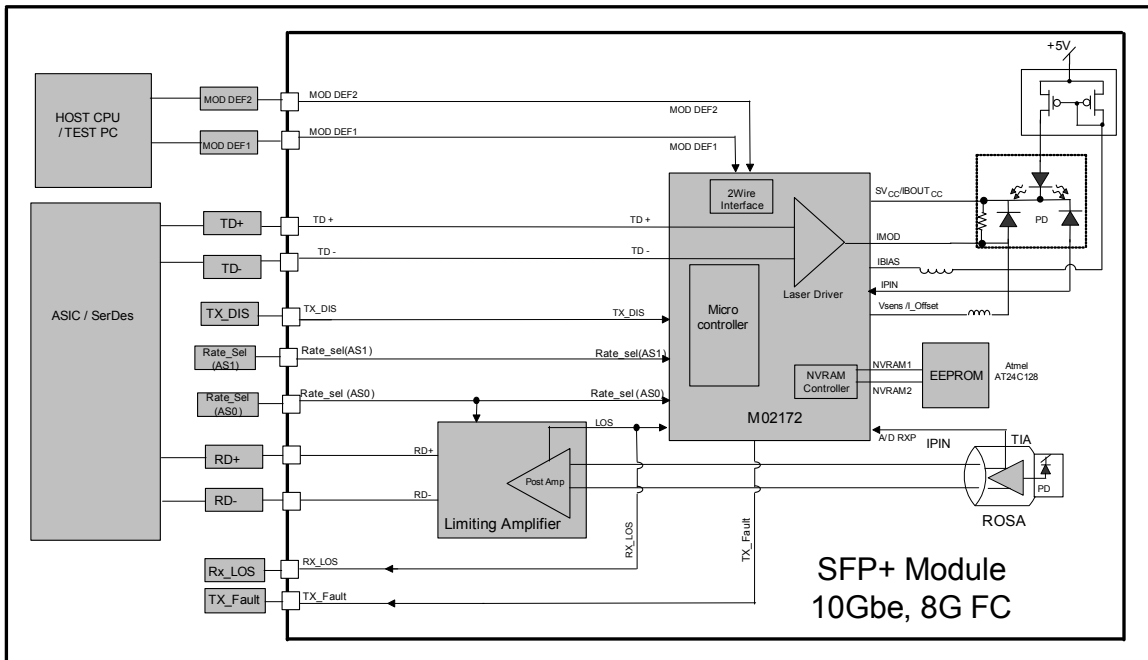 +5V
HOST CPU
/ TEST PC
MOD DEF2
MOD DEF2
MOD DEF2
MOD DEF1
MOD DEF1
MOD DEF1
2Wire
Interface
SVCC/IBOUTCC
PD
ASIC / SerDes
TD+
TD +
TD +
TD-
TD -
TD -
IMOD
IBIAS
Laser Driver
IPIN
Vsens /I_Offset
TX_DIS
TX_DIS
TX_DIS
Micro
controller
Rate_Sel
(AS1)
Rate_sel(AS1)
Rate_sel(AS1)
NVRAM
Controller
NVRAM1
NVRAM2
EEPROM
Atmel
AT24C128
Rate_Sel
(AS0)
Rate_sel (AS0)
Rate_sel (AS0)
M02172
LOS
A/D RXP
IPIN
TIA
PD
ROSA
RD+
RD+
RD-
RD-
Post Amp
Limiting Amplifier
RX_LOS
TX_Fault
Rx_LOS
RX_LOS
TX_Fault
TX_Fault
SFP+ Module
10Gbe, 8G FC